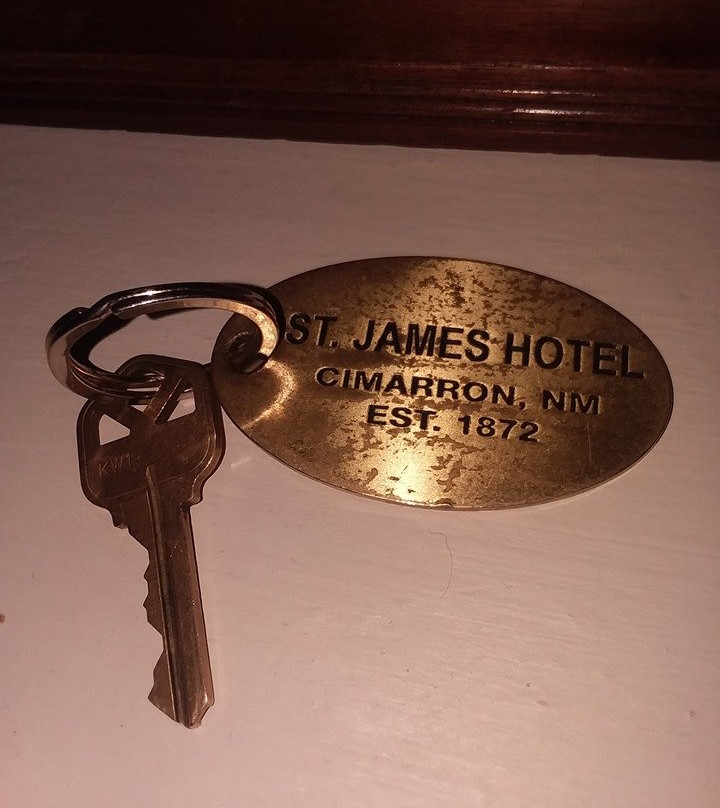 ST. JAMES HOTEL
CIMARRON, NM
EST. 1872